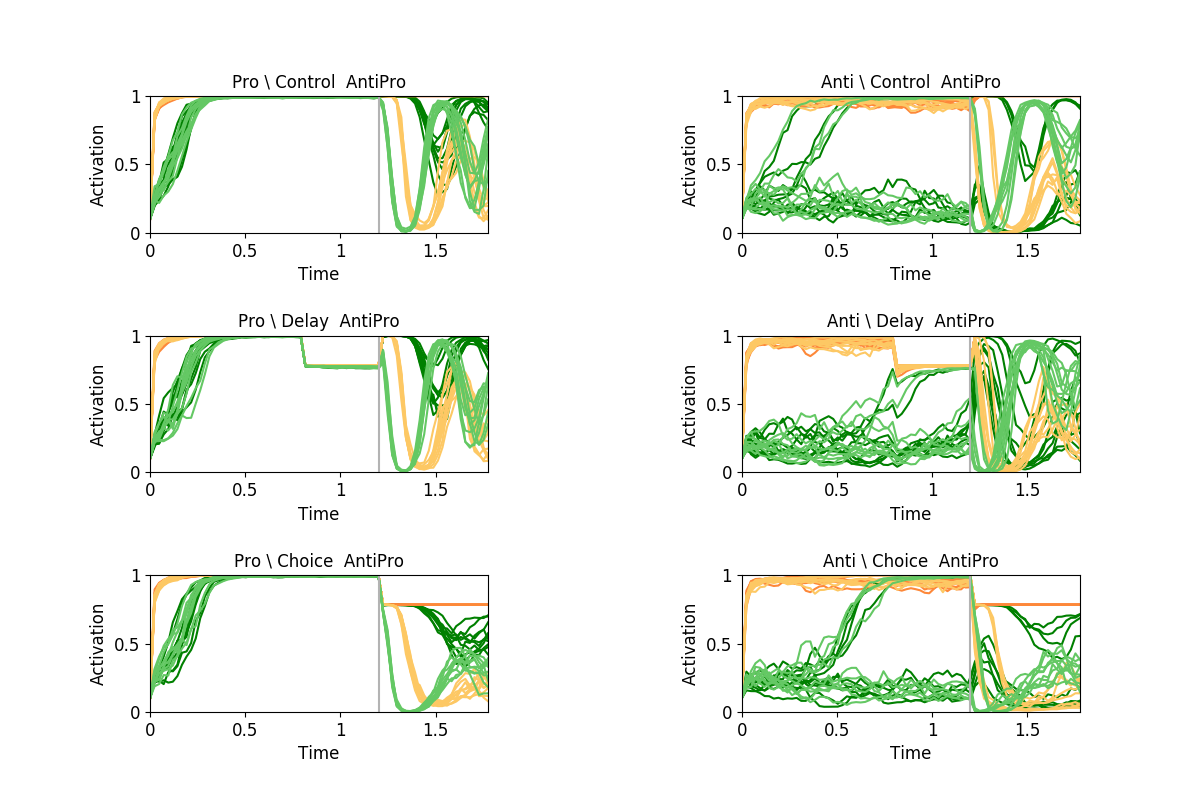 Pro \ Control  AntiPro
Anti \ Control  AntiPro
1
0.5
0
Activation
0
0.5
1
1.5
Time
1
0.5
0
Activation
0
0.5
1
1.5
Time
Pro \ Delay  AntiPro
Anti \ Delay  AntiPro
1
0.5
0
Activation
0
0.5
1
1.5
Time
1
0.5
0
Activation
0
0.5
1
1.5
Time
Pro \ Choice  AntiPro
Anti \ Choice  AntiPro
1
0.5
0
Activation
0
0.5
1
1.5
Time
1
0.5
0
Activation
0
0.5
1
1.5
Time